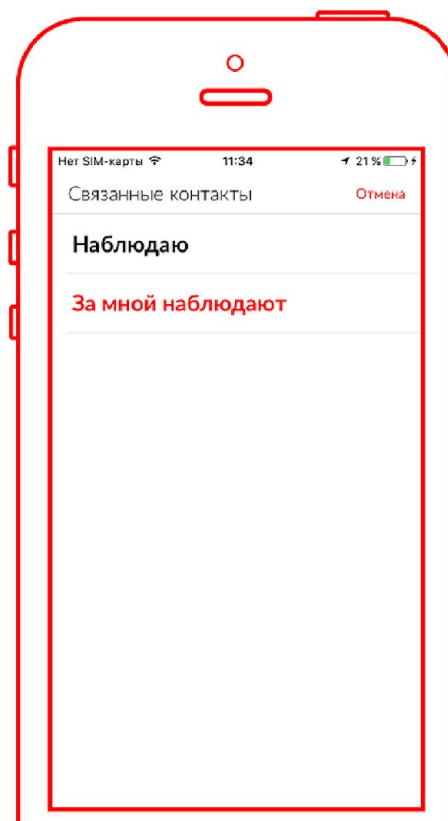 Нет SIM-карты 11:34 21 %
Связанные контакты Отмена
Наблюдаю
За мной наблюдают